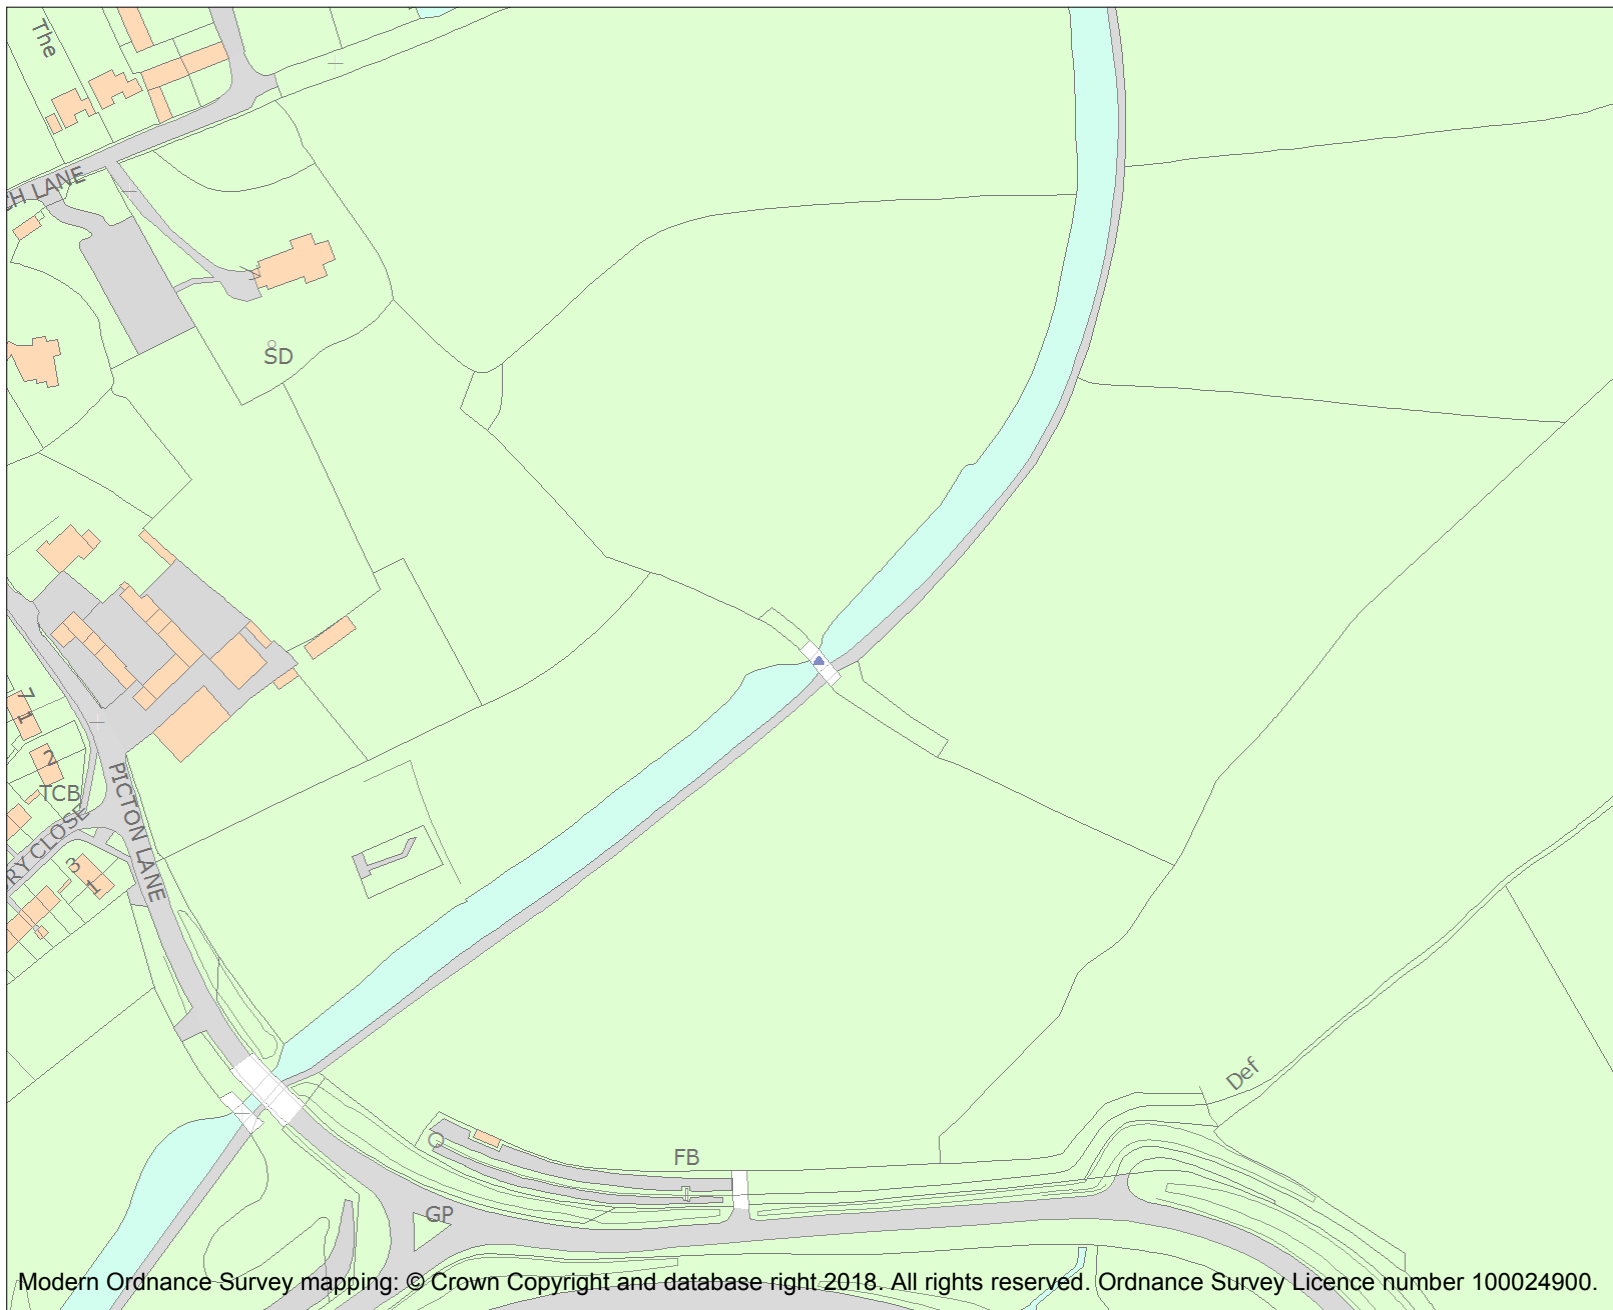 The
CH LANE
SD
7
1
2
TCB
RY CLOSE
PICTON LANE
3
1
Def
FB
GP
Modern Ordnance Survey mapping: © Crown Copyright and database right 2018. All rights reserved. Ordnance Survey Licence number 100024900.